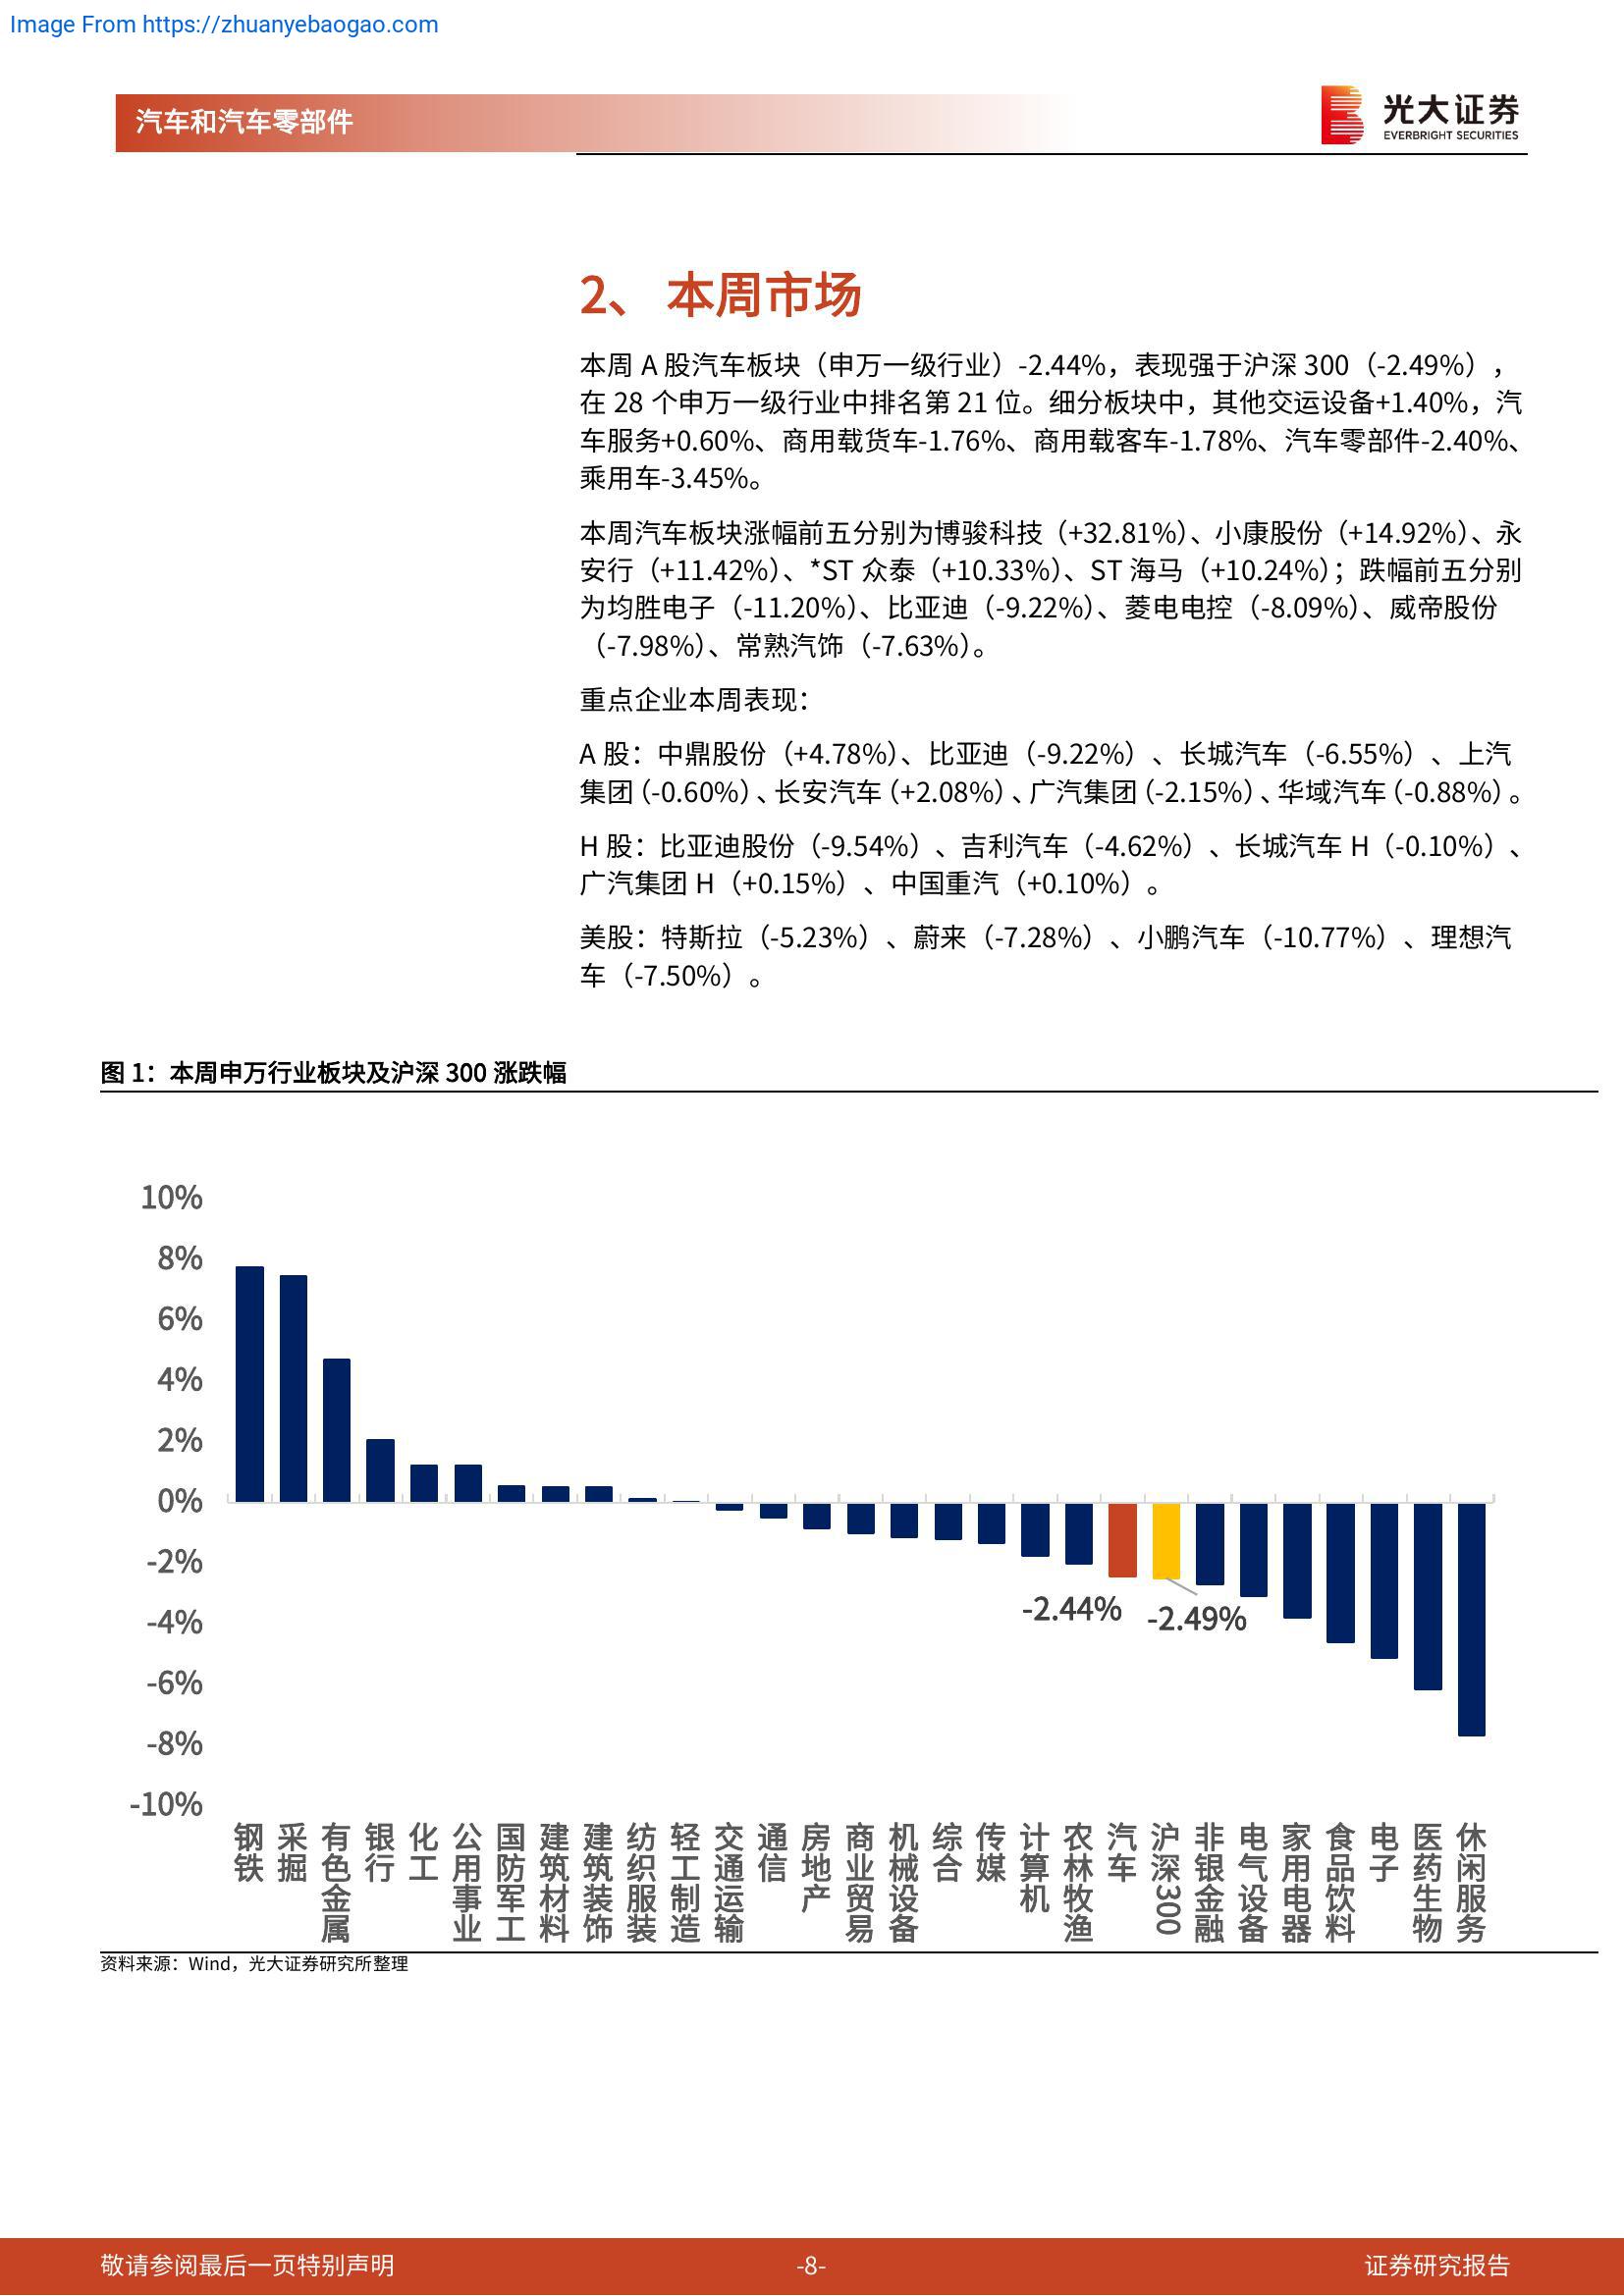 Image From https://zhuanyebaogao.com
汽车和汽车零部件
光大证券
EVERBRIGHT SECURITIES
2、 本周市场
本周 A 股汽车板块（申万一级行业）-2.44%，表现强于沪深 300（-2.49%），
在 28 个申万一级行业中排名第 21 位。细分板块中，其他交运设备+1.40%，汽
车服务+0.60%、商用载货车-1.76%、商用载客车-1.78%、汽车零部件-2.40%、
乘用车-3.45%。
本周汽车板块涨幅前五分别为博骏科技（+32.81%）、小康股份（+14.92%）、永
安行（+11.42%）、*ST 众泰（+10.33%）、ST 海马（+10.24%）；跌幅前五分别
为均胜电子（-11.20%）、比亚迪（-9.22%）、菱电电控（-8.09%）、威帝股份
（-7.98%）、常熟汽饰（-7.63%）。
重点企业本周表现：
A 股：中鼎股份（+4.78%）、比亚迪（-9.22%）、长城汽车（-6.55%）、上汽
集团（-0.60%）、长安汽车（+2.08%）、广汽集团（-2.15%）、华域汽车（-0.88%）。
H 股：比亚迪股份（-9.54%）、吉利汽车（-4.62%）、长城汽车 H（-0.10%）、
广汽集团 H（+0.15%）、中国重汽（+0.10%）。
美股：特斯拉（-5.23%）、蔚来（-7.28%）、小鹏汽车（-10.77%）、理想汽
车（-7.50%）。
图 1：本周申万行业板块及沪深 300 涨跌幅
10%
8%
6%
4%
2%
0%
-2%
-4%
-6%
-8%
-10%
-2.44%
-2.49%
钢铁
采掘
有色金属
银行
化工
公用事业
国防军工
建筑材料
建筑装饰
纺织服装
轻工制造
交通运输
通信
房地产
商业贸易
机械设备
综合
传媒
计算机
农林牧渔
汽车
沪深300
非银金融
电气设备
家用电器
食品饮料
电子
医药生物
休闲服务
资料来源：Wind，光大证券研究所整理
敬请参阅最后一页特别声明
-8-
证券研究报告